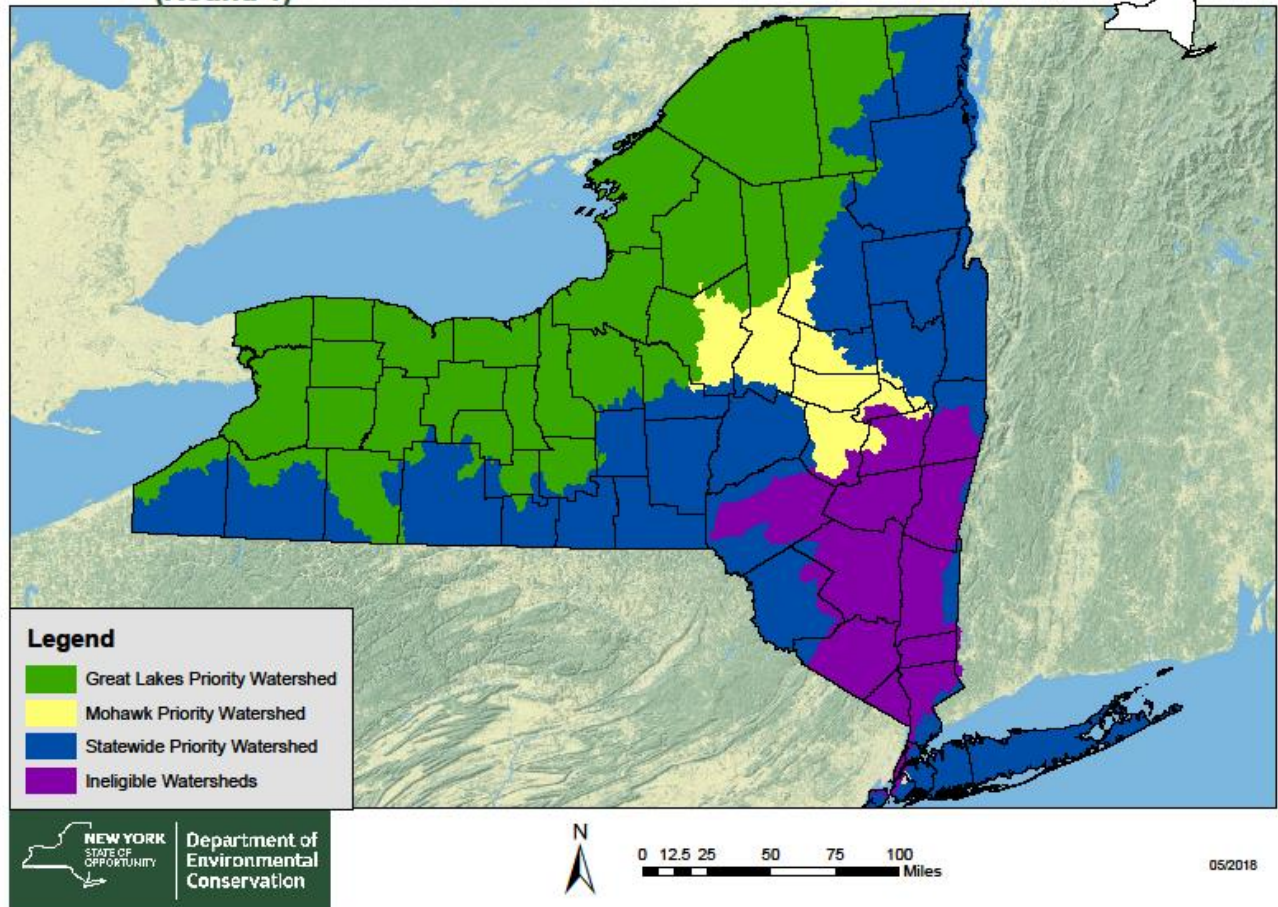 Legend
Great Lakes Priority Watershed
Mohawk Priority Watershed
Statewide Priority Watershed
Ineligible Watersheds
NEW YORK
STATE OF
OPPORTUNITY
Department of
Environmental
Conservation
N
0 12.5 25 50 75 100
Miles
05/2018